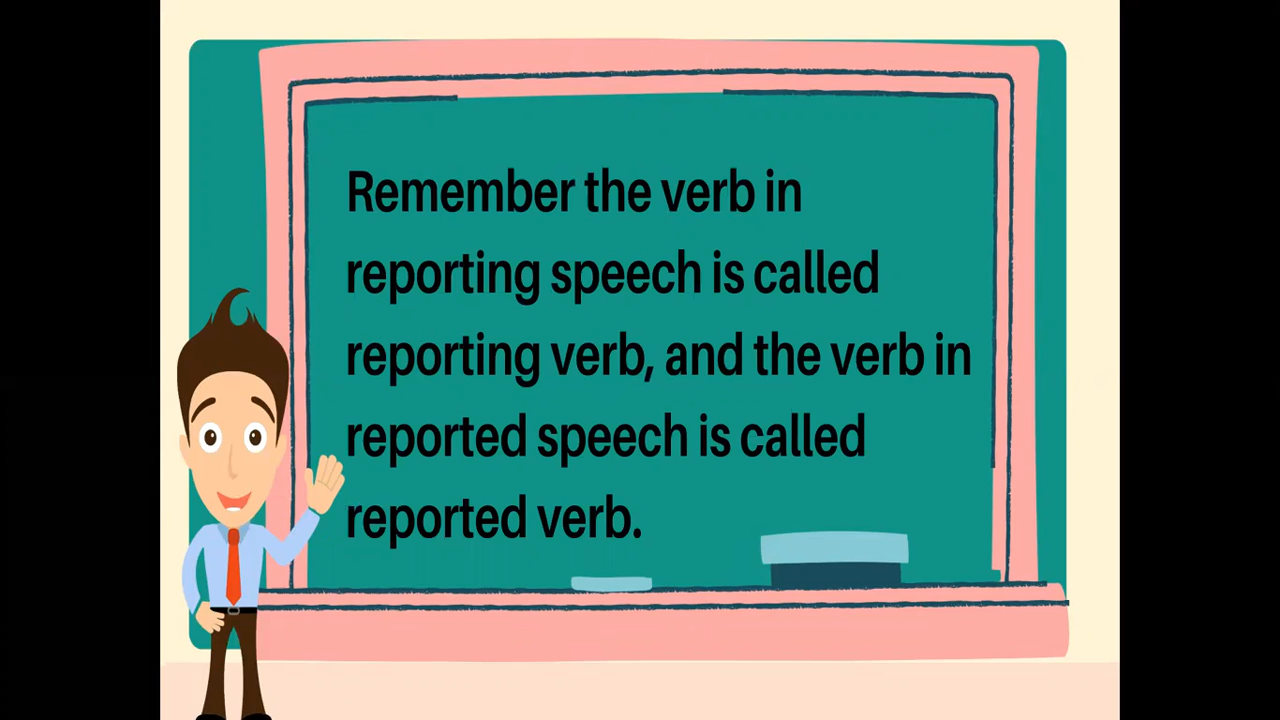 Remember the verb in
reporting speech is called
reporting verb, and the verb in
reported speech is called
reported verb.